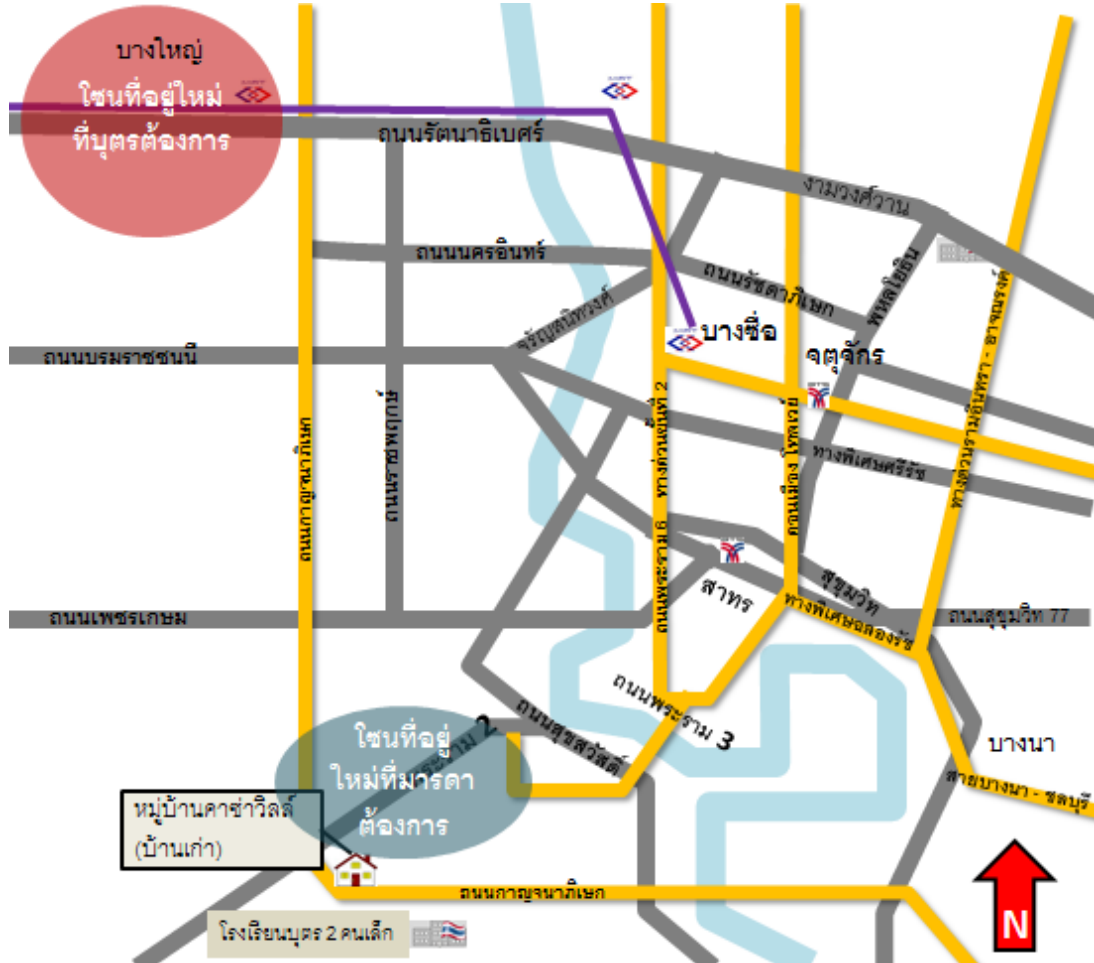 บางใหญ่
โซนที่อยู่ใหม่
ที่บุตรต้องการ
ถนนรัตนาธิเบศร์
งามวงศ์วาน
ถนนนครอินทร์
ถนนรัชดาภิเษก
พหลโยธิน
จรัญสนิทวงศ์
บางซื่อ
จตุจักร
ถนนบรมราชชนนี
ถนนกาญจนาภิเษก
ถนนราชพฤกษ์
ทางด่วนขั้นที่ 2
ถนนพระราม 6
ดอนเมือง โทลเวย์
ทางพิเศษศรีรัช
ทางด่วนรามอินทรา - อาจณรงค์
สาทร
สุขุมวิท
ทางพิเศษฉลองรัช
ถนนสุขุมวิท 77
ถนนเพชรเกษม
ถนนพระราม 3
ถนนสุขสวัสดิ์
พระราม 2
โซนที่อยู่
ใหม่ที่มารดา
ต้องการ
บางนา
สายบางนา - ชลบุรี
หมู่บ้านคาซ่าวิลล์
(บ้านเก่า)
ถนนกาญจนาภิเษก
โรงเรียนบุตร 2 คนเล็ก
N